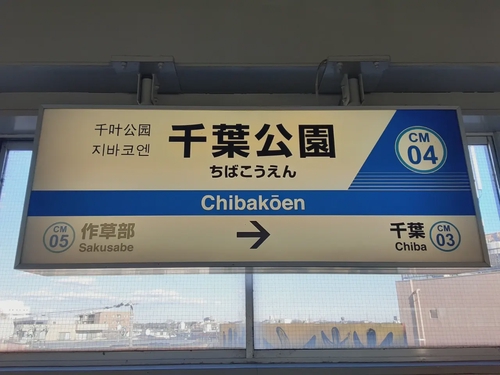 千叶公园
지바코엔
千葉公園
ちばこうえん
CM
04
Chibakōen
CM
05
作草部
Sakusabe
→
千葉
Chiba
CM
03